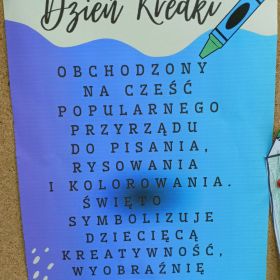 Dzień Kredki
OBCHODZONY
NA CZEŚĆ
POPULARNEGO
PRZYRZĄDU
DO PISANIA,
RYSOWANIA
I KOLOROWANIA.
ŚWIĘTO
SYMBOLIZUJE
DZIECIĘCĄ
KREATYWNOŚĆ,
WYOBRAŹNIĘ